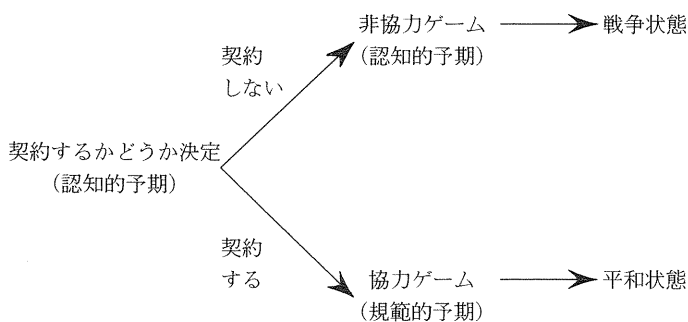 非協力ゲーム
(認知的予期)
戦争状態
契約
しない
契約するかどうか決定
(認知的予期)
契約
する
協力ゲーム
(規範的予期)
平和状態